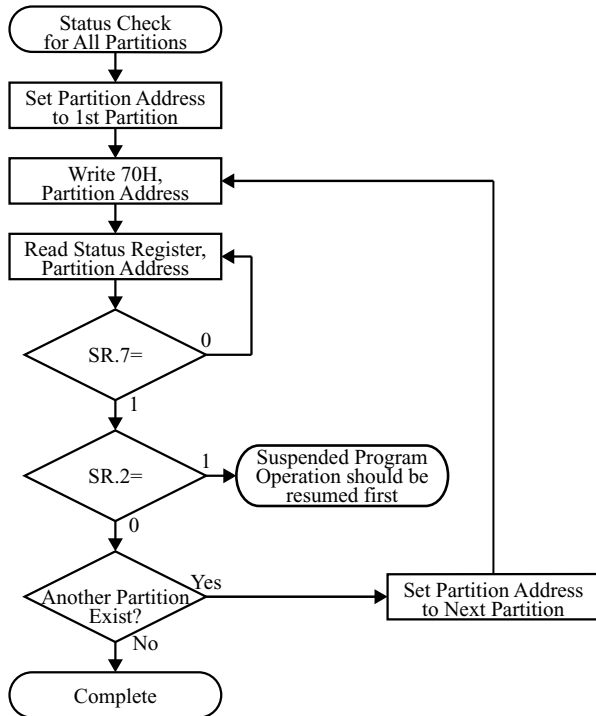 Status Check
for All Partitions
Set Partition Address
to 1st Partition
Write 70H,
Partition Address
Read Status Register,
Partition Address
SR.7=
0
1
SR.2=
1
Suspended Program
Operation should be
resumed first
0
Another Partition
Exist?
Yes
Set Partition Address
to Next Partition
No
Complete